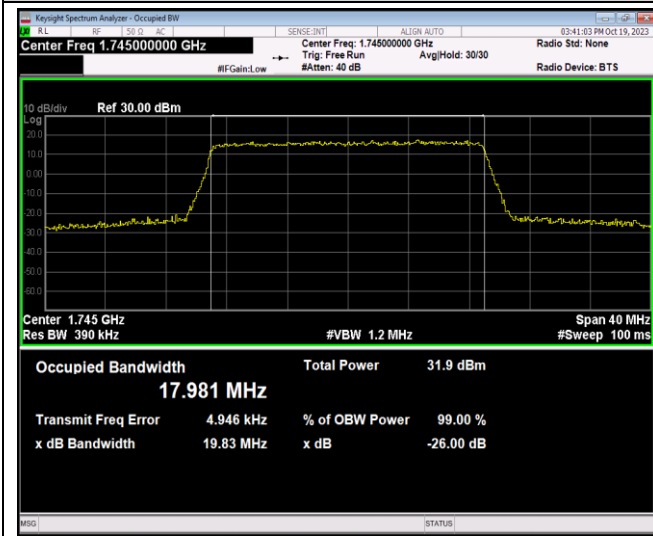 Keysight Spectrum Analyzer - Occupied BW
RL RF 50 Ω AC SENSE:INT ALIGN AUTO 03:41:03 PM Oct 19, 2023
Center Freq 1.745000000 GHz Center Freq: 1.745000000 GHz Radio Std: None
Trig: Free Run Avg|Hold: 30/30
#IFGain:Low #Atten: 40 dB Radio Device: BTS
10 dB/div Ref 30.00 dBm
Log
20.0
10.0
0.00
-10.0
-20.0
-30.0
-40.0
-50.0
-60.0
Center 1.745 GHz Span 40 MHz
Res BW 390 kHz #VBW 1.2 MHz #Sweep 100 ms
Occupied Bandwidth Total Power 31.9 dBm
17.981 MHz
Transmit Freq Error 4.946 kHz % of OBW Power 99.00 %
x dB Bandwidth 19.83 MHz x dB -26.00 dB
MSG STATUS